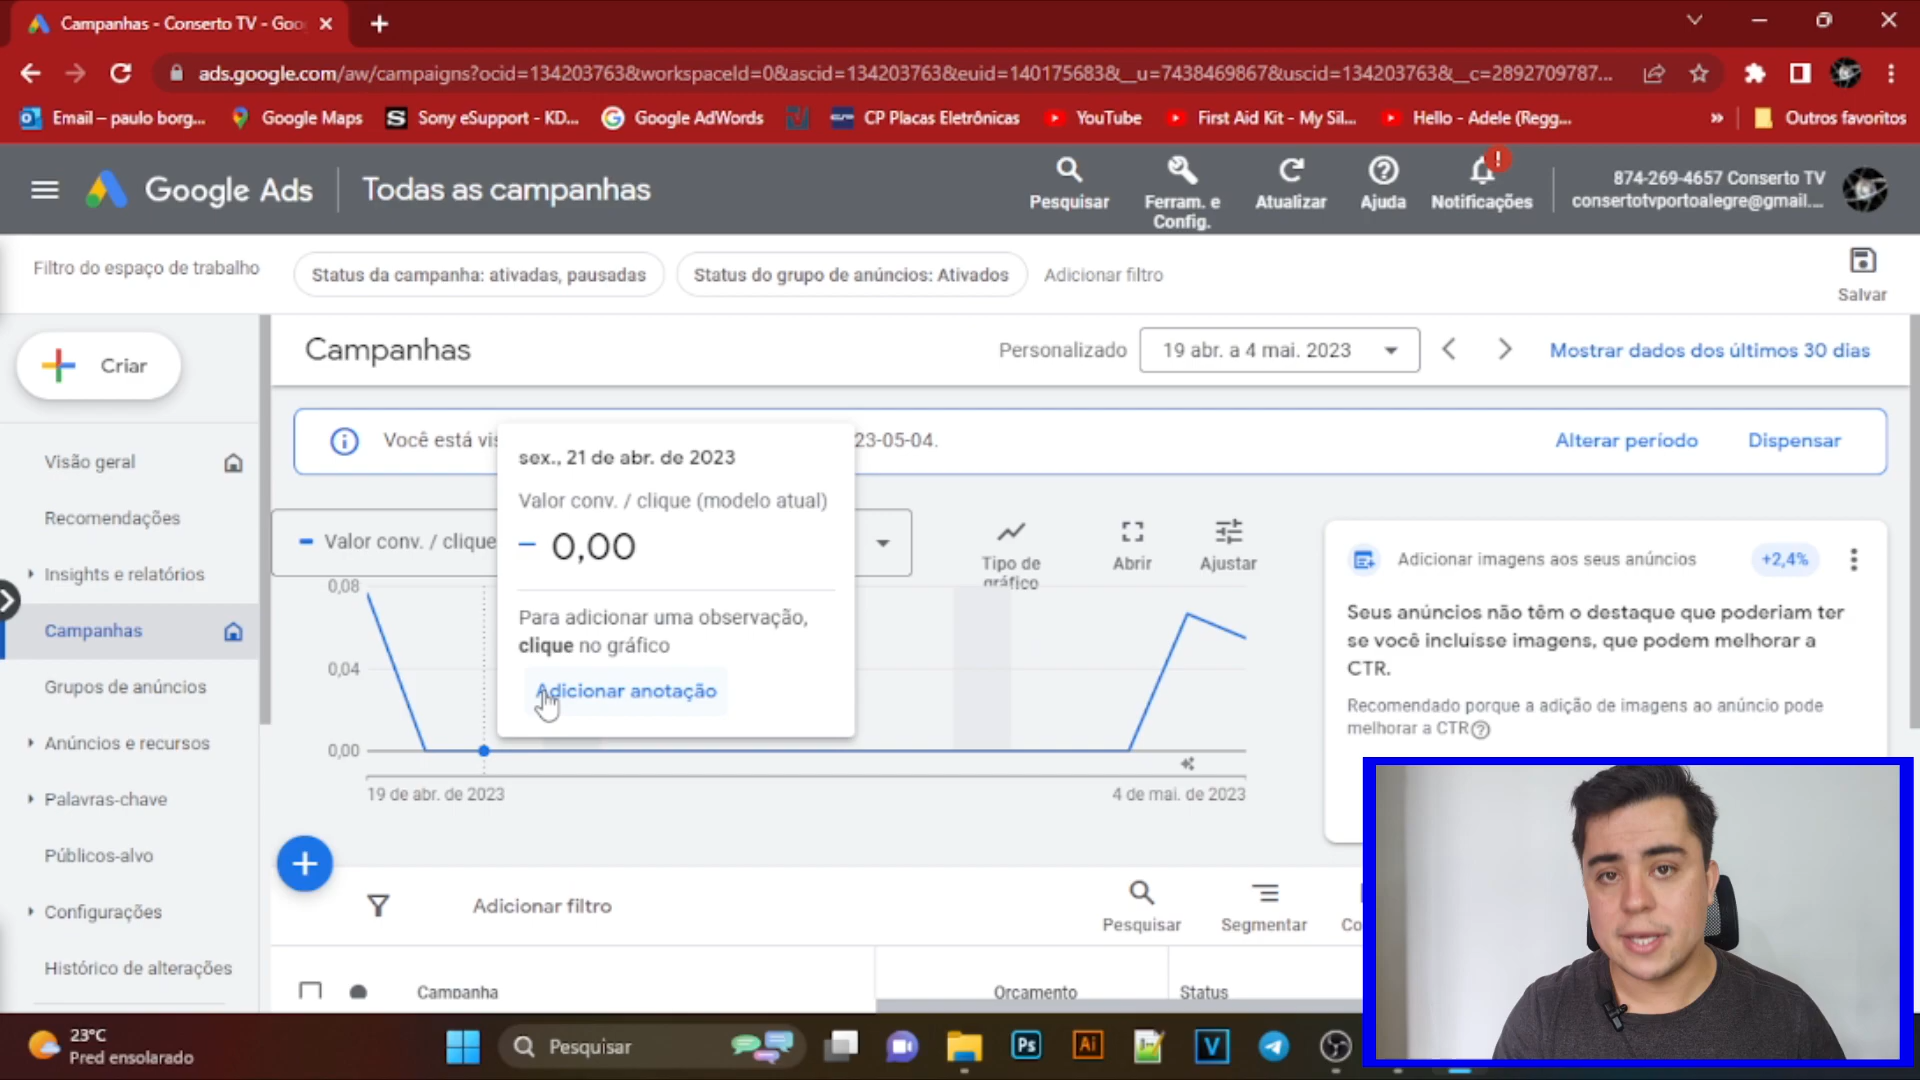 Campanhas - Conserto TV - Goo
ads.google.com/aw/campaigns?ocid=134203763&workspaceId=0&ascid=134203763&euid=140175683&__u=7438469867&uscid=134203763&__c=2892709787...
Email – paulo borg...
Google Maps
Sony eSupport - KD...
Google AdWords
CP Placas Eletrônicas
YouTube
First Aid Kit - My Sil...
Hello - Adele (Regg...
»
Outros favoritos
Google Ads
Todas as campanhas
Pesquisar
Ferram. e
Config.
Atualizar
Ajuda
Notificações
874-269-4657 Conserto TV
consertotvportoalegre@gmail....
Filtro do espaço de trabalho
Status da campanha: ativadas, pausadas
Status do grupo de anúncios: Ativados
Adicionar filtro
Salvar
Criar
Campanhas
Personalizado
19 abr. a 4 mai. 2023
Mostrar dados dos últimos 30 dias
Você está vis
23-05-04.
Alterar período
Dispensar
Visão geral
Recomendações
Insights e relatórios
Campanhas
Grupos de anúncios
Anúncios e recursos
Palavras-chave
Públicos-alvo
Configurações
Histórico de alterações
sex., 21 de abr. de 2023
Valor conv. / clique (modelo atual)
0,00
Para adicionar uma observação,
clique no gráfico
Adicionar anotação
Valor conv. / clique
Tipo de
gráfico
Abrir
Ajustar
0,08
0,04
0,00
19 de abr. de 2023
4 de mai. de 2023
Adicionar imagens aos seus anúncios
+2,4%
Seus anúncios não têm o destaque que poderiam ter
se você incluísse imagens, que podem melhorar a
CTR.
Recomendado porque a adição de imagens ao anúncio pode
melhorar a CTR
Adicionar filtro
Pesquisar
Segmentar
Co
Campanha
Orçamento
Status
23°C
Pred ensolarado
Pesquisar
Ps
Ai
V